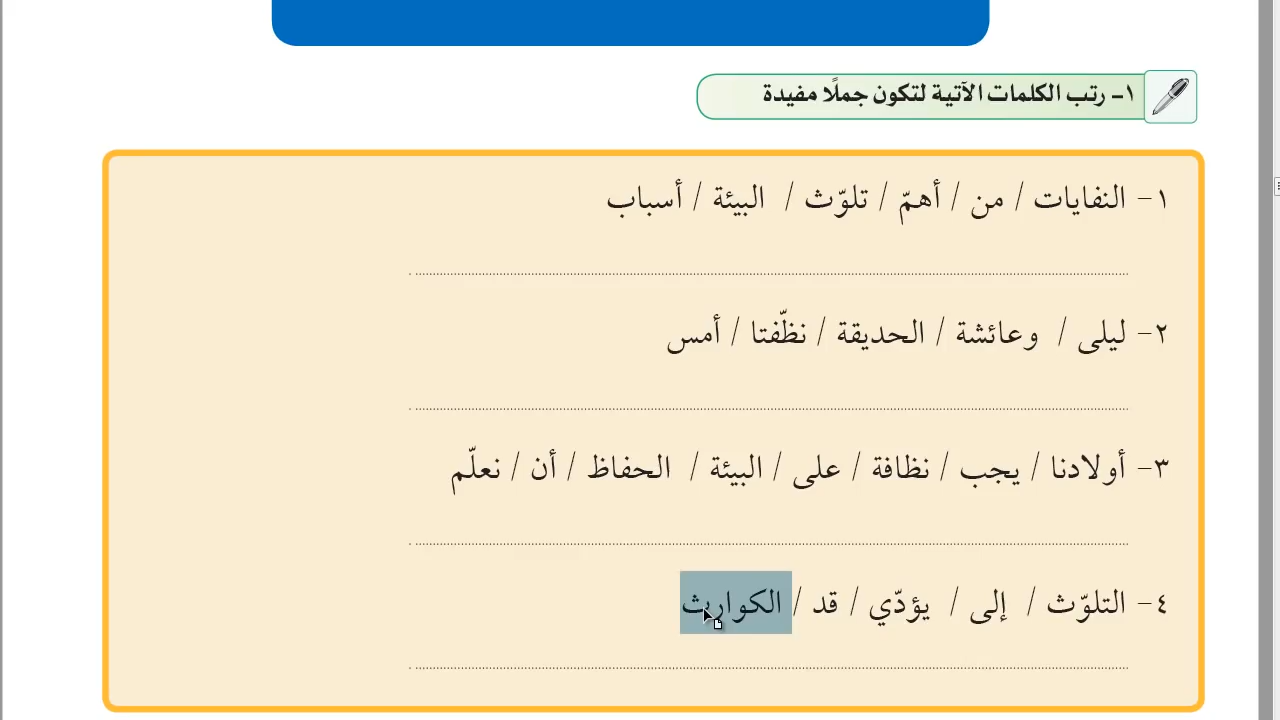 ١- رتب الكلمات الآتية لتكون جملًا مفيدة
١- النفايات / من / أهمّ / تلوّث / البيئة / أسباب
٢- ليلى / وعائشة / الحديقة / نظّفتا / أمس
٣- أولادنا / يجب / نظافة / على / البيئة / الحفاظ / أن / نعلّم
٤- التلوّث / إلى / يؤدّي / قد / الكوارث